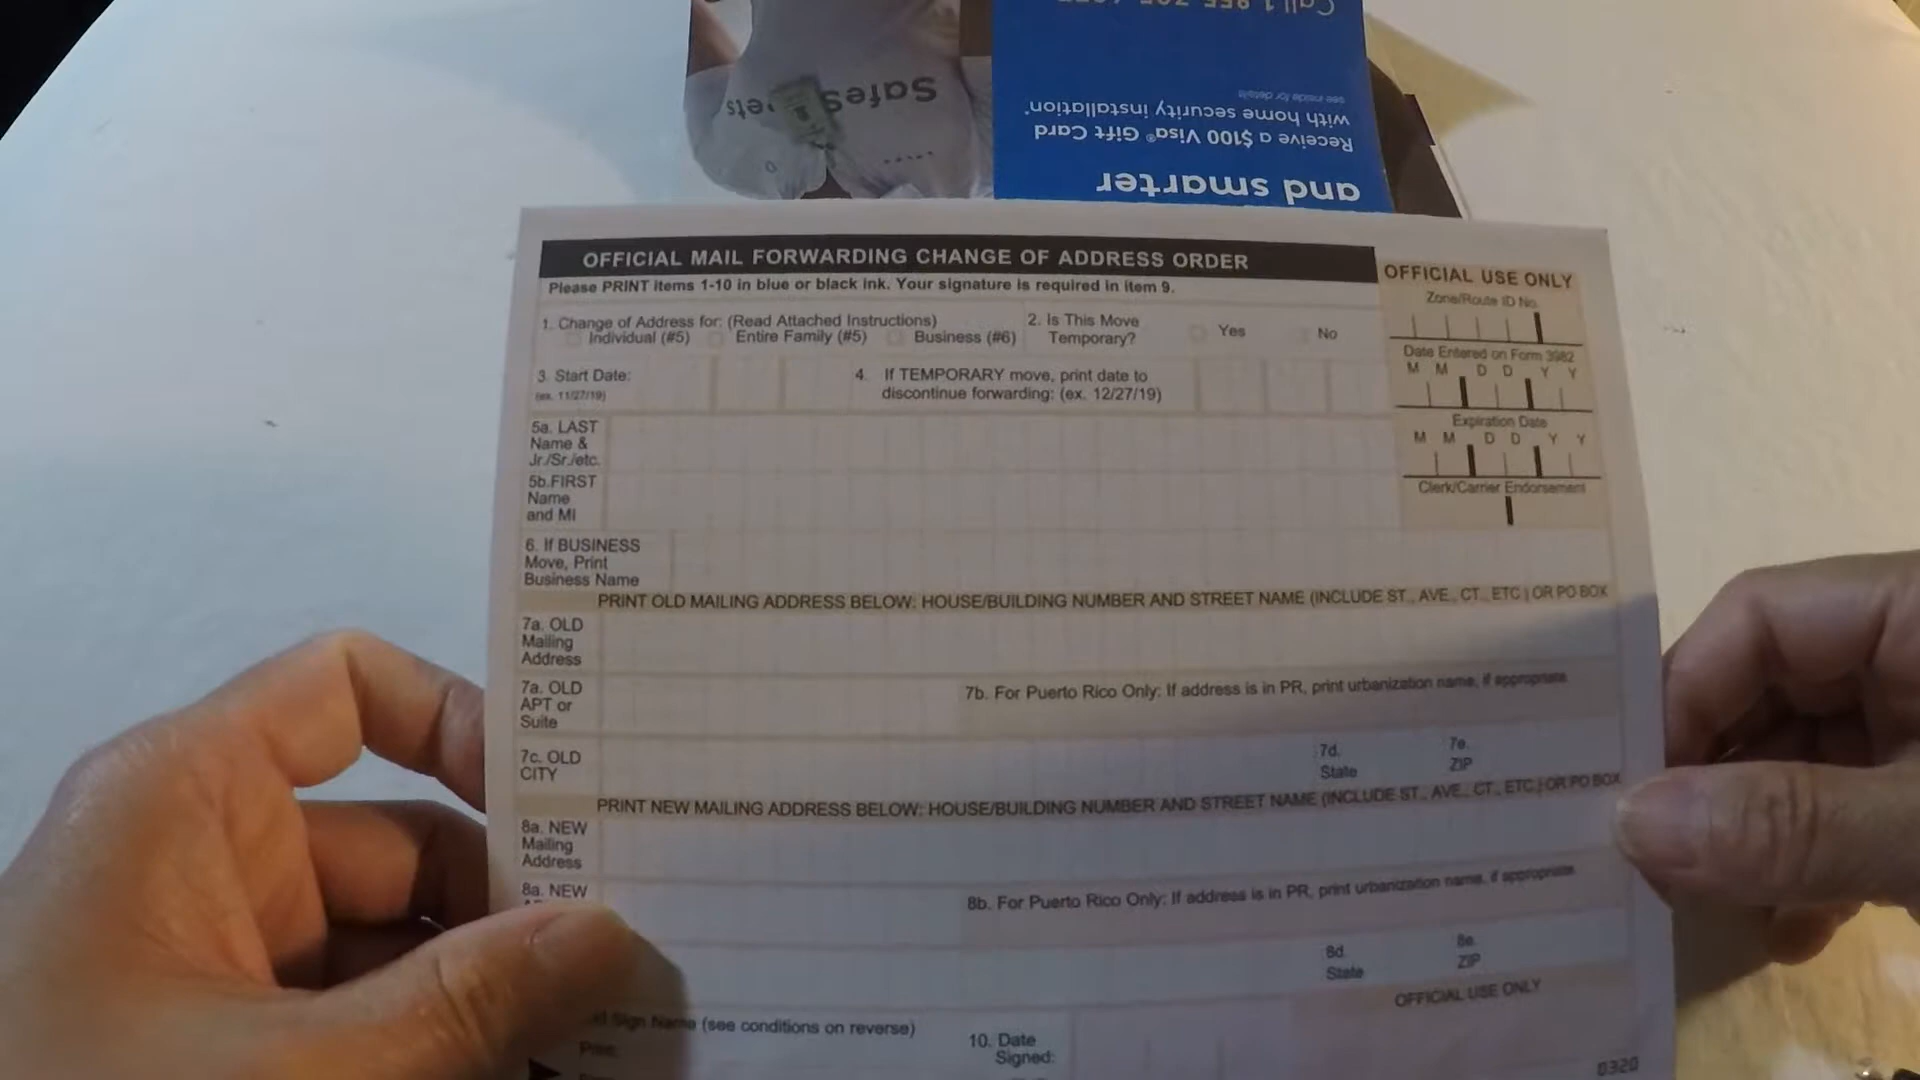 Call 1
see inside for details
with home security installation*
Receive a $100 Visa® Gift Card
and smarter
Safe
OFFICIAL MAIL FORWARDING CHANGE OF ADDRESS ORDER
Please PRINT items 1-10 in blue or black ink. Your signature is required in item 9.
OFFICIAL USE ONLY
Zone/Route ID No.
1. Change of Address for: (Read Attached Instructions)
Individual (#5) Entire Family (#5) Business (#6)
2. Is This Move
Temporary?
Yes No
Date Entered on Form 3982
M M D D Y Y
3. Start Date:
(ex. 11/27/19)
4. If TEMPORARY move, print date to
discontinue forwarding: (ex. 12/27/19)
Expiration Date
M M D D Y Y
Clerk/Carrier Endorsement
5a. LAST
Name &
Jr./Sr./etc.
5b.FIRST
Name
and MI
6. If BUSINESS
Move, Print
Business Name
PRINT OLD MAILING ADDRESS BELOW: HOUSE/BUILDING NUMBER AND STREET NAME (INCLUDE ST., AVE., CT., ETC.) OR PO BOX
7a. OLD
Mailing
Address
7a. OLD
APT or
Suite
7b. For Puerto Rico Only: If address is in PR, print urbanization name, if appropriate.
7c. OLD
CITY
7d.
State
7e.
ZIP
PRINT NEW MAILING ADDRESS BELOW: HOUSE/BUILDING NUMBER AND STREET NAME (INCLUDE ST., AVE., CT., ETC.) OR PO BOX
8a. NEW
Mailing
Address
8a. NEW
8b. For Puerto Rico Only: If address is in PR, print urbanization name, if appropriate.
8d.
State
8e.
ZIP
OFFICIAL USE ONLY
Sign Name (see conditions on reverse)
Print:
10. Date
Signed:
0320